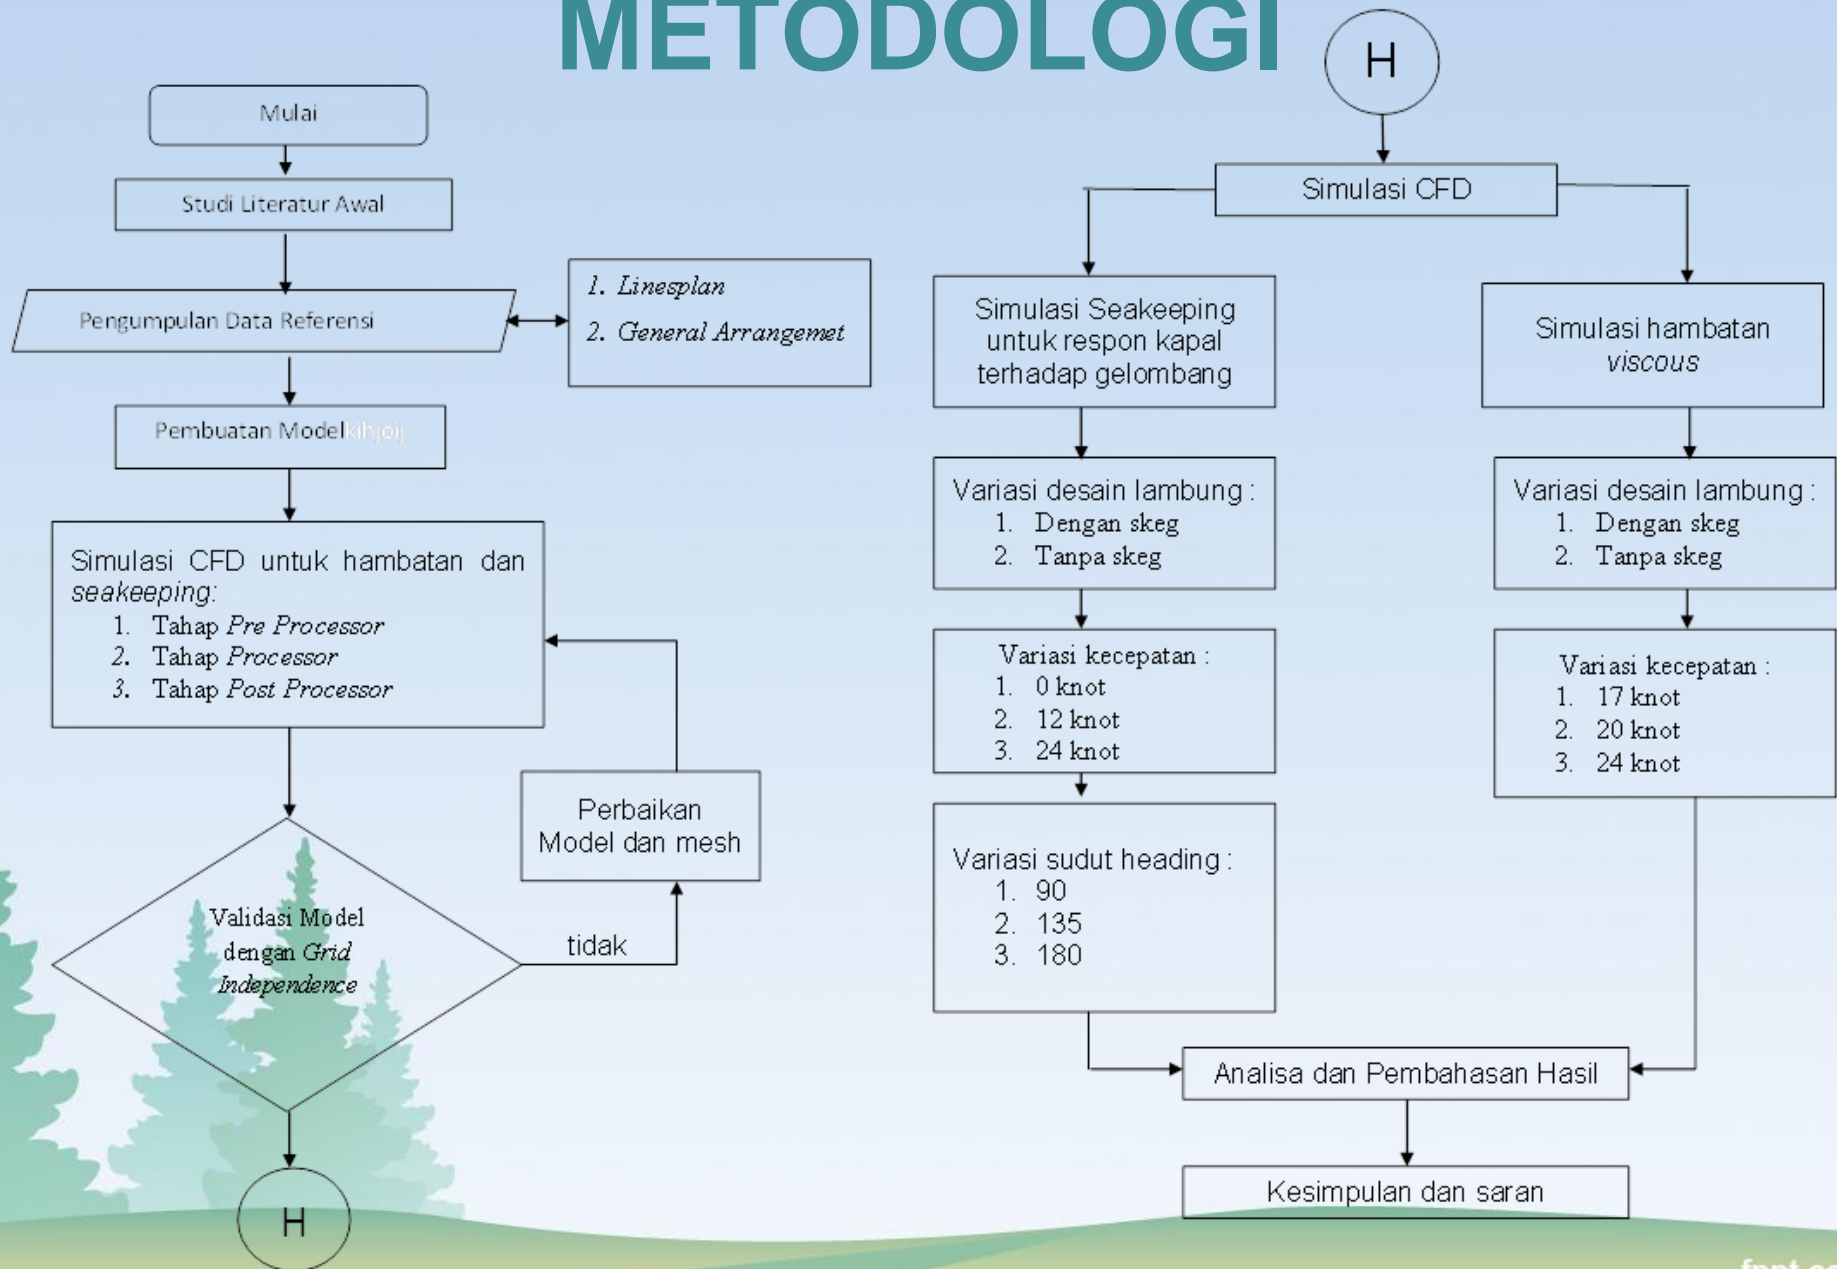 METODOLOGI
Mulai
Studi Literatur Awal
Pengumpulan Data Referensi
1. Linesplan
2. General Arrangemet
Pembuatan Modelkihjoij
Simulasi CFD untuk hambatan dan
seakeeping:
1. Tahap Pre Processor
2. Tahap Processor
3. Tahap Post Processor
Perbaikan
Model dan mesh
Validasi Model
dengan Grid
Independence
tidak
H
H
Simulasi CFD
Simulasi Seakeeping
untuk respon kapal
terhadap gelombang
Variasi desain lambung :
1. Dengan skeg
2. Tanpa skeg
Variasi kecepatan :
1. 0 knot
2. 12 knot
3. 24 knot
Variasi sudut heading :
1. 90
2. 135
3. 180
Simulasi hambatan
viscous
Variasi desain lambung :
1. Dengan skeg
2. Tanpa skeg
Variasi kecepatan :
1. 17 knot
2. 20 knot
3. 24 knot
Analisa dan Pembahasan Hasil
Kesimpulan dan saran